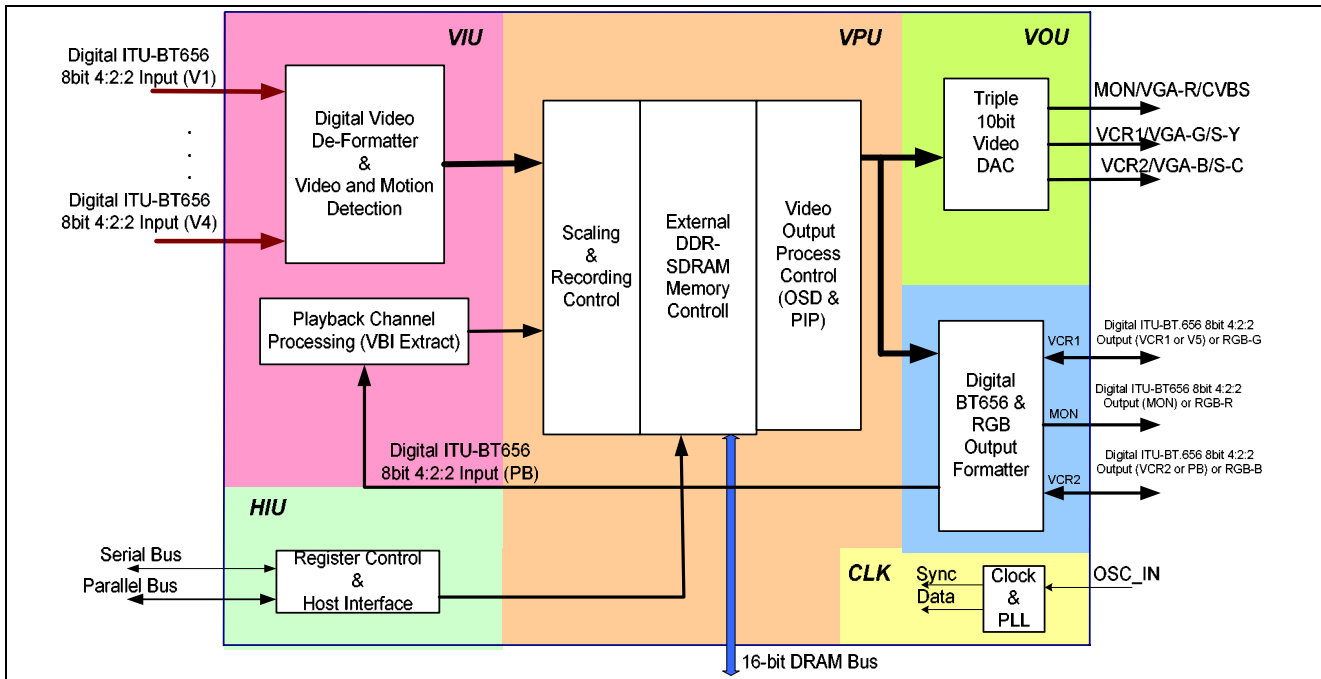 VIU
VPU
VOU
Digital ITU-BT656
8bit 4:2:2 Input (V1)
.
.
.
.
Digital ITU-BT656
8bit 4:2:2 Input (V4)
Digital Video
De-Formatter
&
Video and Motion
Detection
Playback Channel
Processing (VBI Extract)
Digital ITU-BT656
8bit 4:2:2 Input (PB)
Scaling
&
Recording
Control
External
DDR-
SDRAM
Memory
Controll
Video
Output
Process
Control
(OSD &
PIP)
Triple
10bit
Video
DAC
MON/VGA-R/CVBS
VCR1/VGA-G/S-Y
VCR2/VGA-B/S-C
Digital
BT656 &
RGB
Output
Formatter
VCR1
Digital ITU-BT.656 8bit 4:2:2
Output (VCR1 or V5) or RGB-G
MON
Digital ITU-BT656 8bit 4:2:2
Output (MON) or RGB-R
VCR2
Digital ITU-BT.656 8bit 4:2:2
Output (VCR2 or PB) or RGB-B
HIU
Serial Bus
Parallel Bus
Register Control
&
Host Interface
CLK
Sync
Data
Clock
&
PLL
OSC_IN
16-bit DRAM Bus